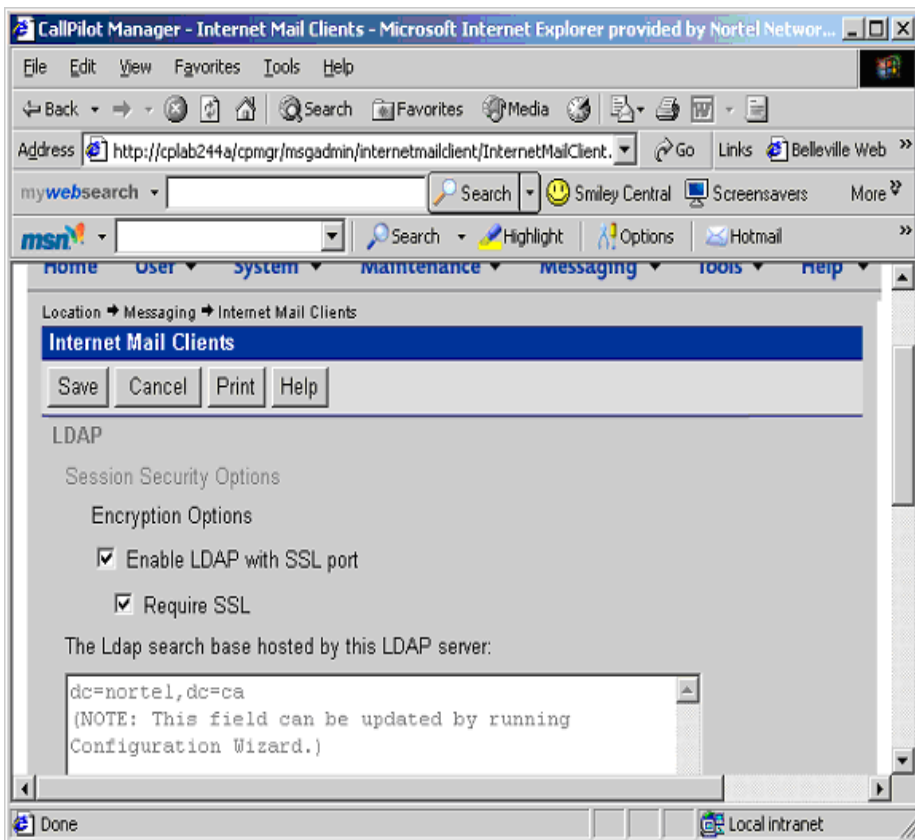 CallPilot Manager - Internet Mail Clients - Microsoft Internet Explorer provided by Nortel Networ...
File Edit View Favorites Tools Help
Back Search Favorites Media
Address http://cplab244a/cpmgr/msgadmin/internetmailclient/InternetMailClient. Go Links Belleville Web »
mywebsearch Search Smiley Central Screensavers More
msn Search Highlight Options Hotmail »
Home User System Maintenance Messaging Tools Help
Location → Messaging → Internet Mail Clients
Internet Mail Clients
Save Cancel Print Help
LDAP
Session Security Options
Encryption Options
Enable LDAP with SSL port
Require SSL
The Ldap search base hosted by this LDAP server:
dc=nortel,dc=ca
(NOTE: This field can be updated by running
Configuration Wizard.)
Done Local intranet